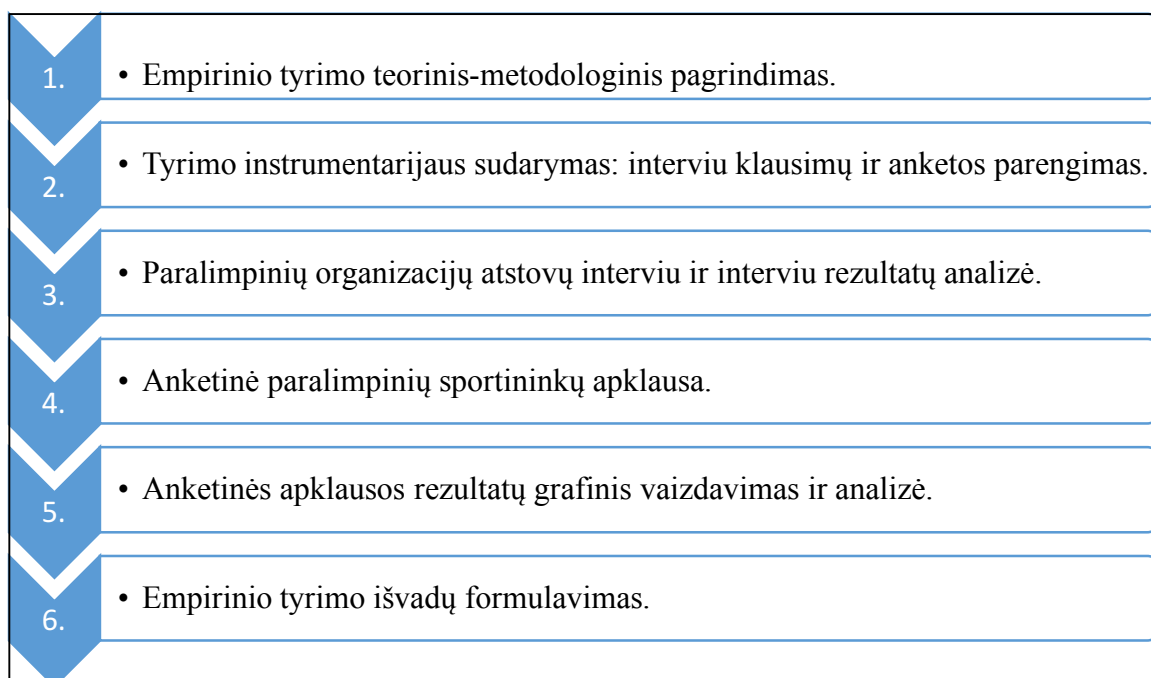 1. • Empirinio tyrimo teorinis-metodologinis pagrindimas.
2. • Tyrimo instrumentarijaus sudarymas: interviu klausimų ir anketos parengimas.
3. • Paralimpinių organizacijų atstovų interviu ir interviu rezultatų analizė.
4. • Anketinė paralimpinių sportininkų apklausa.
5. • Anketinės apklausos rezultatų grafinis vaizdavimas ir analizė.
6. • Empirinio tyrimo išvadų formulavimas.